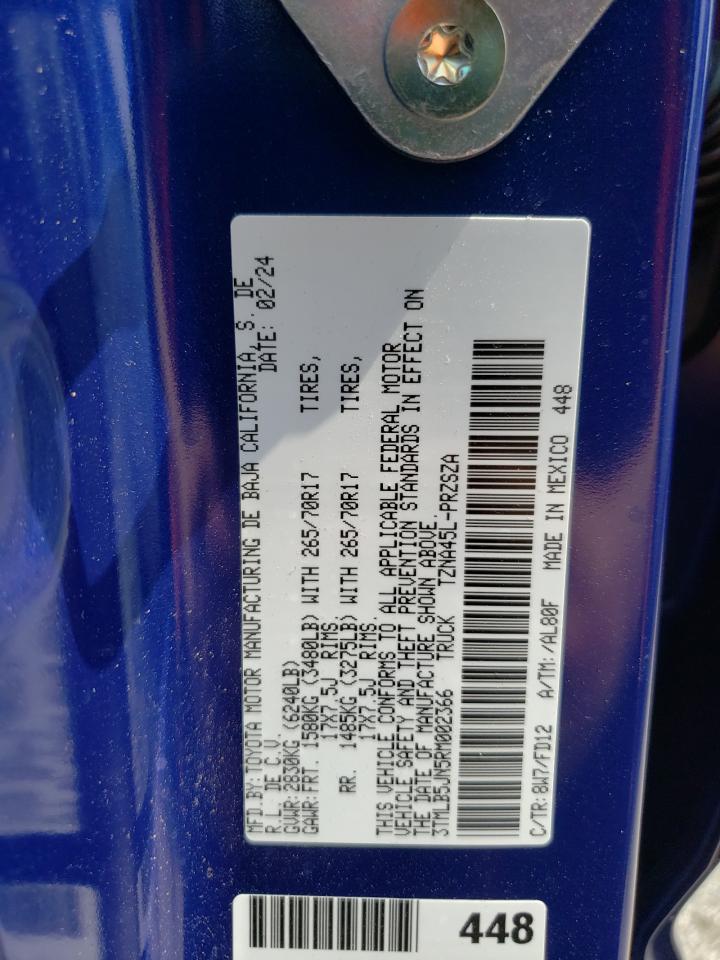 MFD.BY:TOYOTA MOTOR MANUFACTURING DE BAJA CALIFORNIA, S. DE
R.L. DE C.V. DATE: 02/24
GVWR:2830KG (6240LB)
GAWR:FRT. 1580KG (3480LB) WITH 265/70R17 TIRES,
17X7.5J RIMS.
RR. 1485KG (3275LB) WITH 265/70R17 TIRES,
17X7.5J RIMS.
THIS VEHICLE CONFORMS TO ALL APPLICABLE FEDERAL MOTOR
VEHICLE SAFETY AND THEFT PREVENTION STANDARDS IN EFFECT ON
THE DATE OF MANUFACTURE SHOWN ABOVE.
3TMLB5JN5RM002366 TRUCK TZNA45L-PRZSZA
C/TR:8W7/FD12 A/TM:/AL80F MADE IN MEXICO 448
448